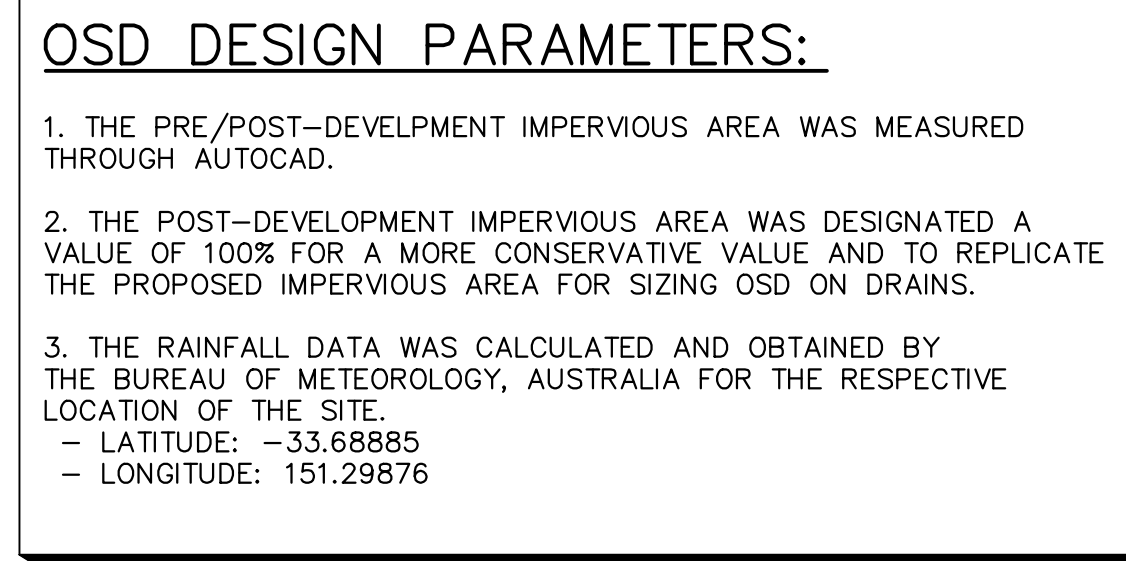 OSD DESIGN PARAMETERS:
1. THE PRE/POST–DEVELPMENT IMPERVIOUS AREA WAS MEASURED
THROUGH AUTOCAD.
2. THE POST–DEVELOPMENT IMPERVIOUS AREA WAS DESIGNATED A
VALUE OF 100% FOR A MORE CONSERVATIVE VALUE AND TO REPLICATE
THE PROPOSED IMPERVIOUS AREA FOR SIZING OSD ON DRAINS.
3. THE RAINFALL DATA WAS CALCULATED AND OBTAINED BY
THE BUREAU OF METEOROLOGY, AUSTRALIA FOR THE RESPECTIVE
LOCATION OF THE SITE.
– LATITUDE: –33.68885
– LONGITUDE: 151.29876